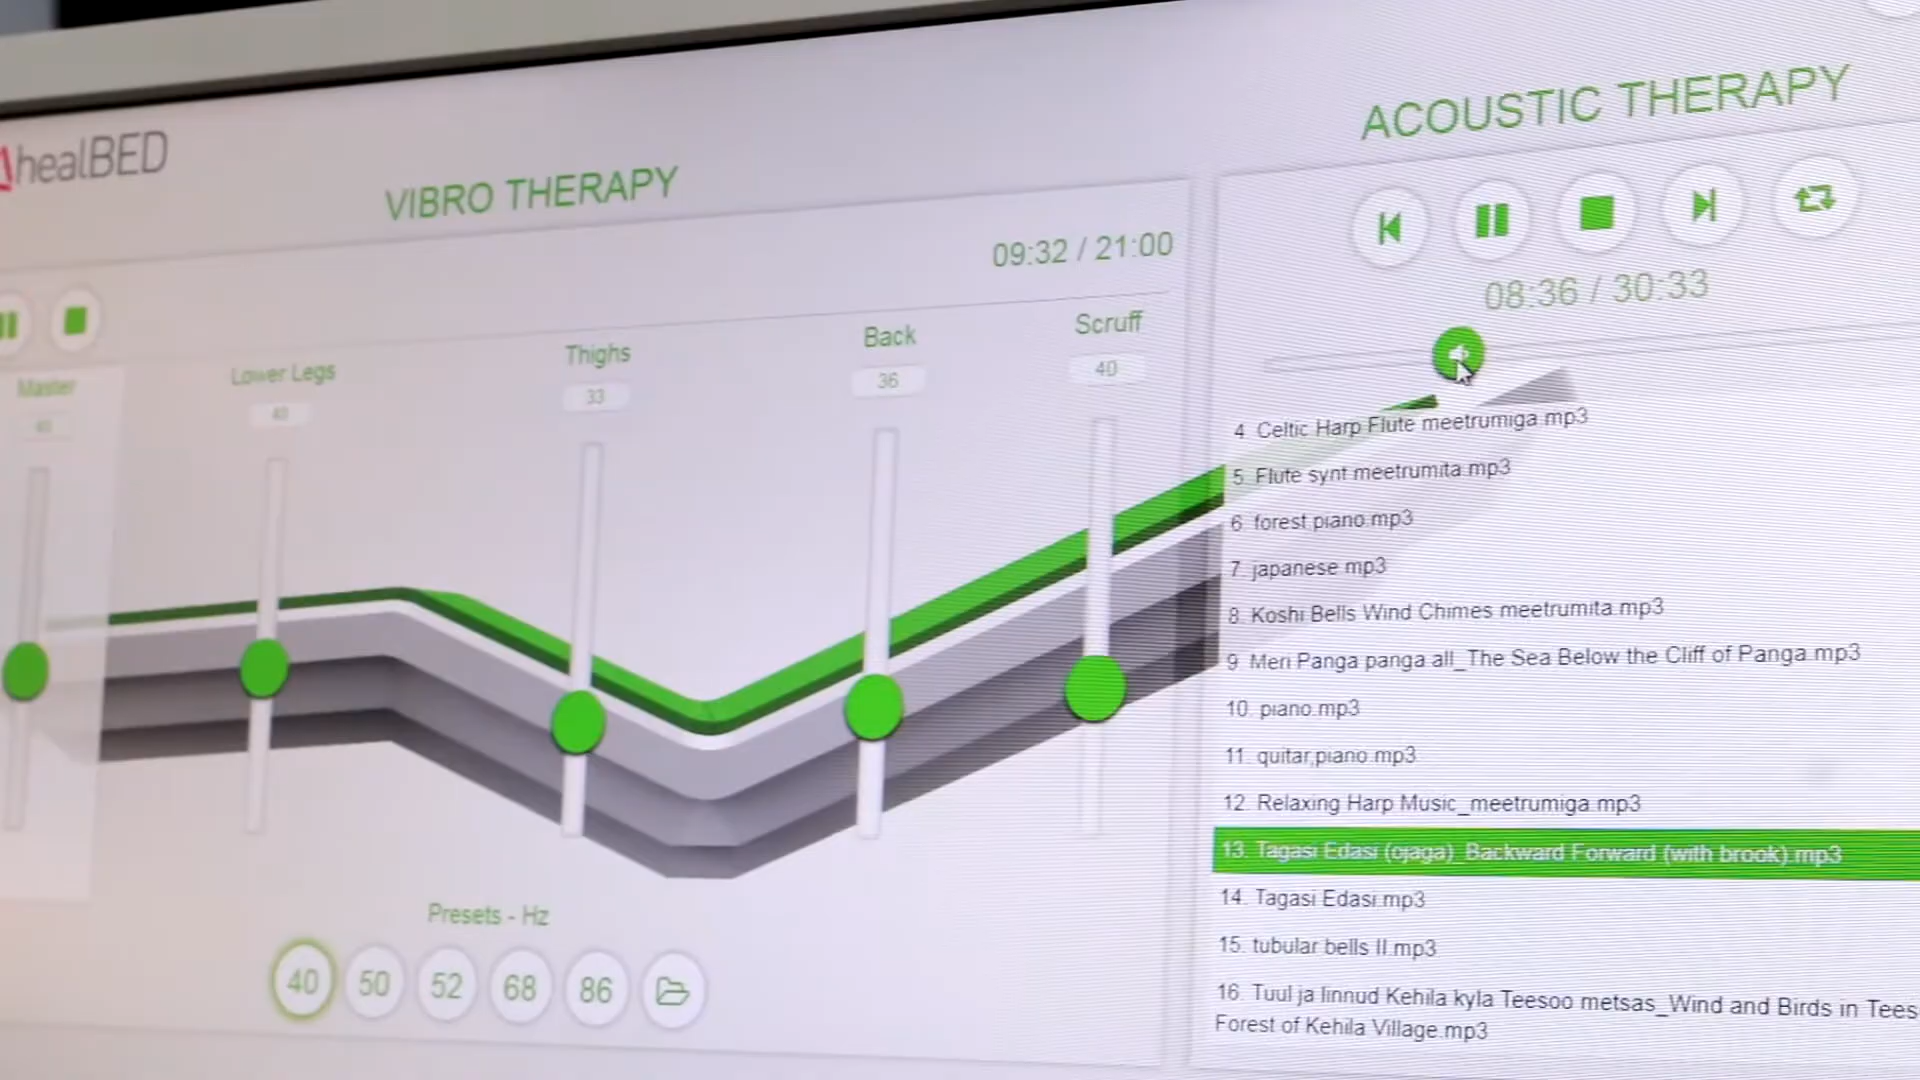 healBED
VIBRO THERAPY
09:32 / 21:00
Master
40
Lower Legs
40
Thighs
33
Back
36
Scruff
40
Presets - Hz
40 50 52 68 86
ACOUSTIC THERAPY
08:36 / 30:33
4. Celtic Harp Flute meetrumiga.mp3
5. Flute synt meetrumita.mp3
6. forest piano.mp3
7. japanese.mp3
8. Koshi Bells Wind Chimes meetrumita.mp3
9. Meri Panga panga all_The Sea Below the Cliff of Panga.mp3
10. piano.mp3
11. quitar,piano.mp3
12. Relaxing Harp Music_meetrumiga.mp3
13. Tagasi Edasi (ojaga)_Backward Forward (with brook).mp3
14. Tagasi Edasi.mp3
15. tubular bells II.mp3
16. Tuul ja linnud Kehila kyla Teesoo metsas_Wind and Birds in Tees
Forest of Kehila Village.mp3